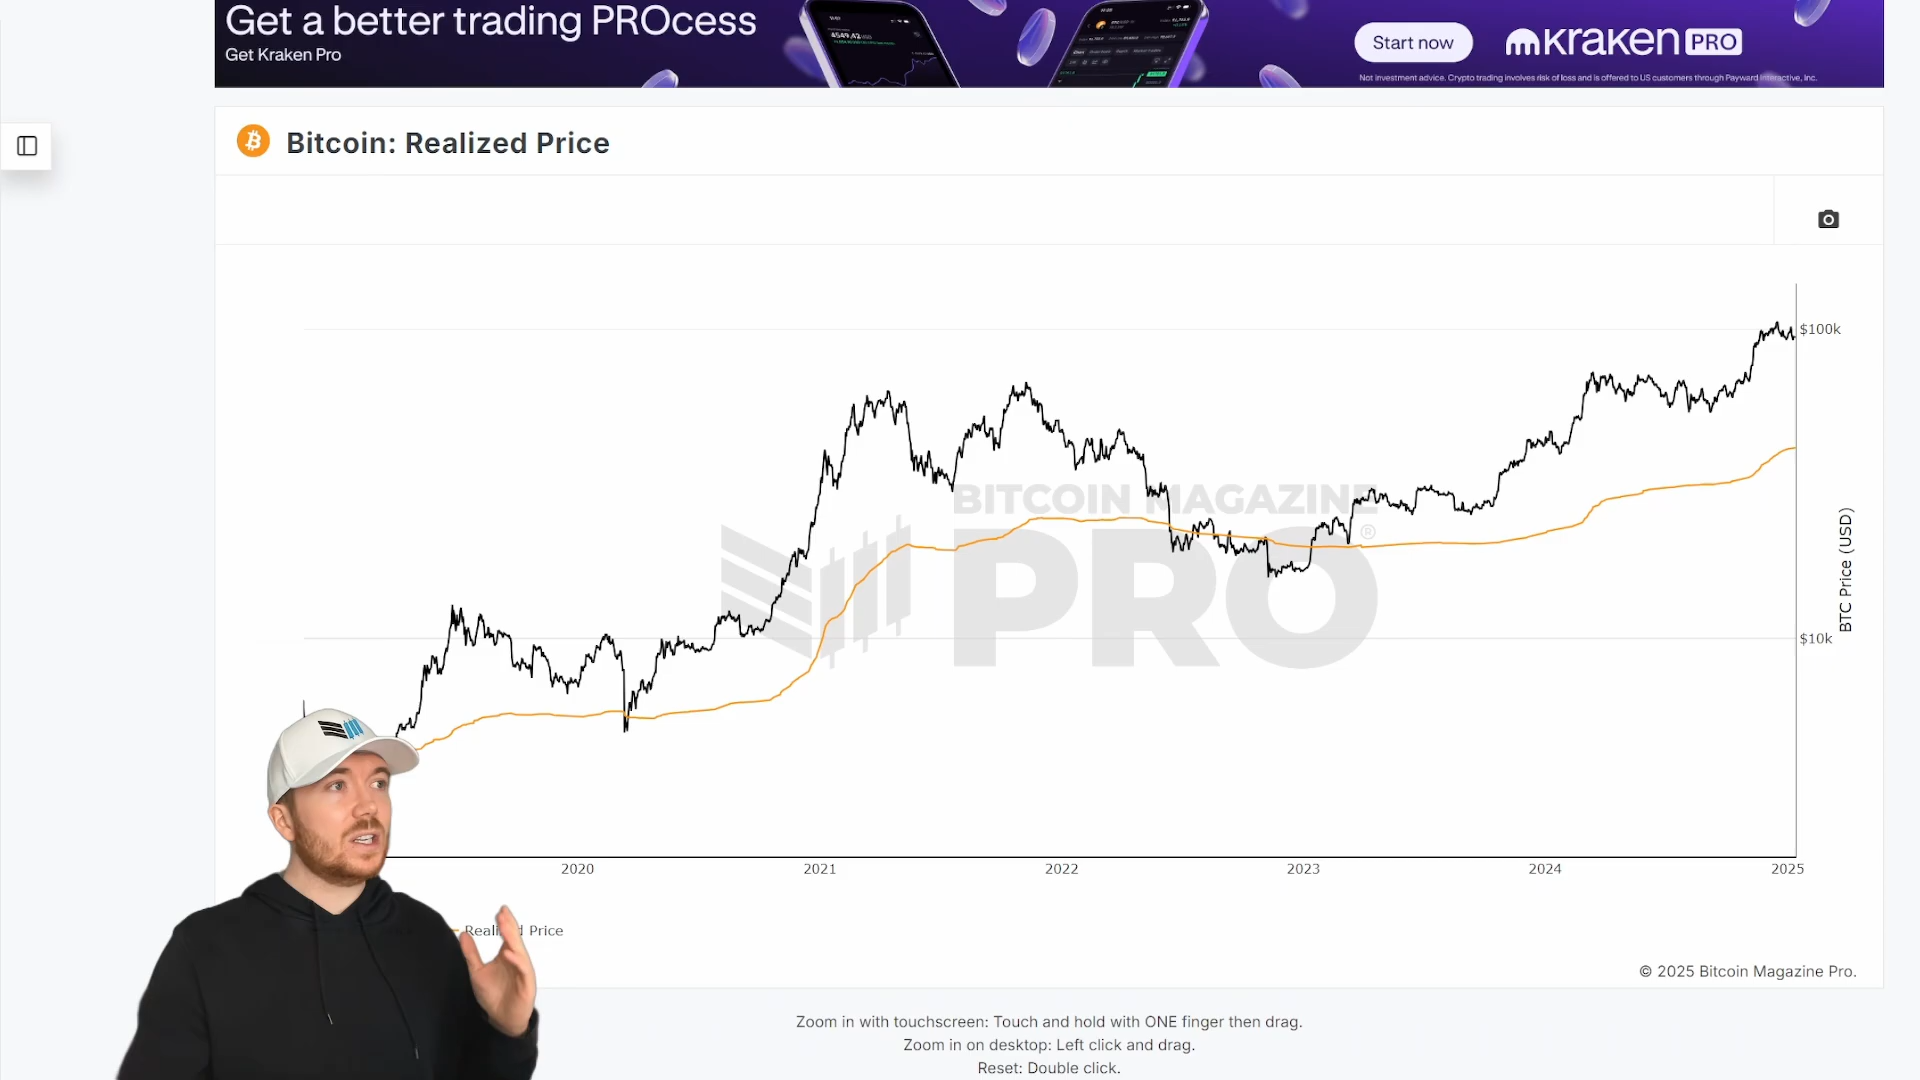 Get a better trading PROcess
Get Kraken Pro
Start now
kraken PRO
Not investment advice. Crypto trading involves risk of loss and is offered to US customers through Payward Interactive, Inc.
Bitcoin: Realized Price
$100k
BITCOIN MAGAZINE
PRO®
BTC Price (USD)
$10k
2020 2021 2022 2023 2024 2025
Realized Price
© 2025 Bitcoin Magazine Pro.
Zoom in with touchscreen: Touch and hold with ONE finger then drag.
Zoom in on desktop: Left click and drag.
Reset: Double click.